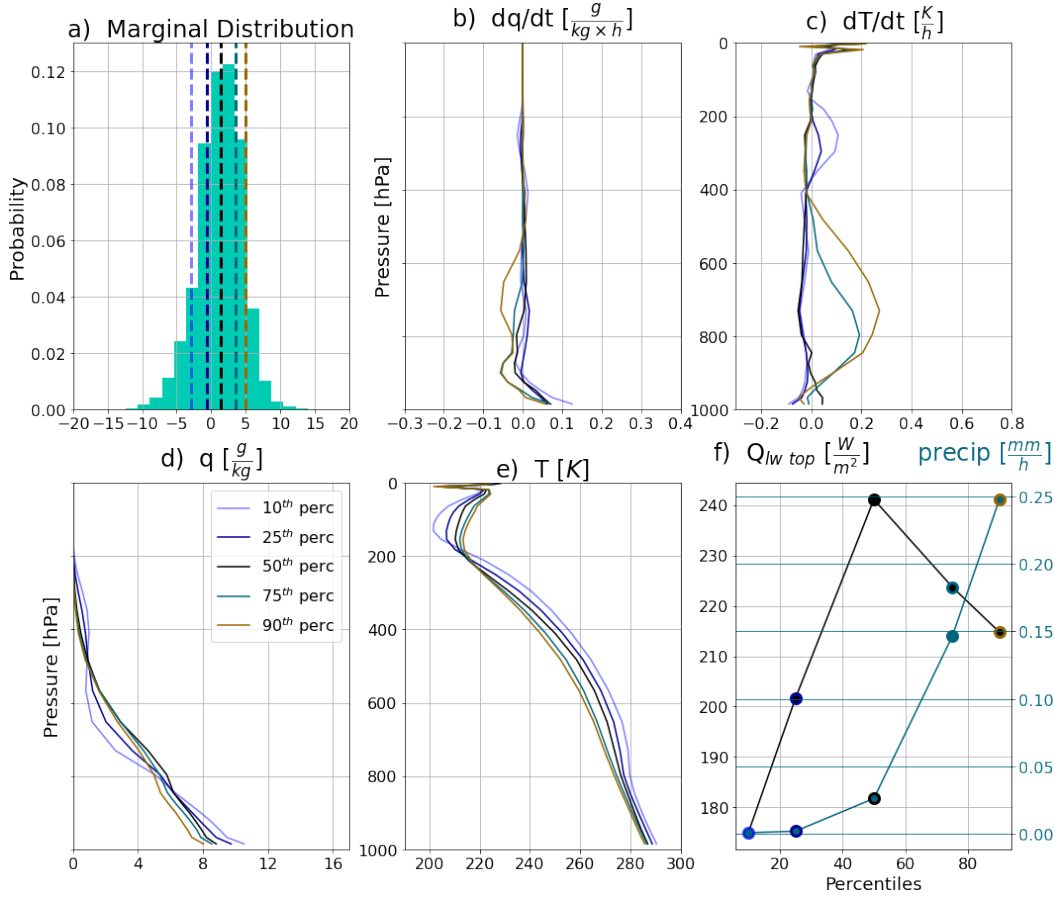 a)  Marginal Distribution
b)  dq/dt [g/kg × h]
c)  dT/dt [K/h]
Probability
0.12
0.10
0.08
0.06
0.04
0.02
0.00
−20 −15 −10 −5 0 5 10 15 20
Pressure [hPa]
−0.3 −0.2 −0.1 0.0 0.1 0.2 0.3 0.4
0
200
400
600
800
1000
−0.2 0.0 0.2 0.4 0.6 0.8
d)  q [g/kg]
e)  T [K]
f)  Q lw top [W/m²]
precip [mm/h]
Pressure [hPa]
10th perc
25th perc
50th perc
75th perc
90th perc
0 4 8 12 16
0
200
400
600
800
1000
200 220 240 260 280 300
240
230
220
210
200
190
180
0.25
0.20
0.15
0.10
0.05
0.00
20 40 60 80
Percentiles